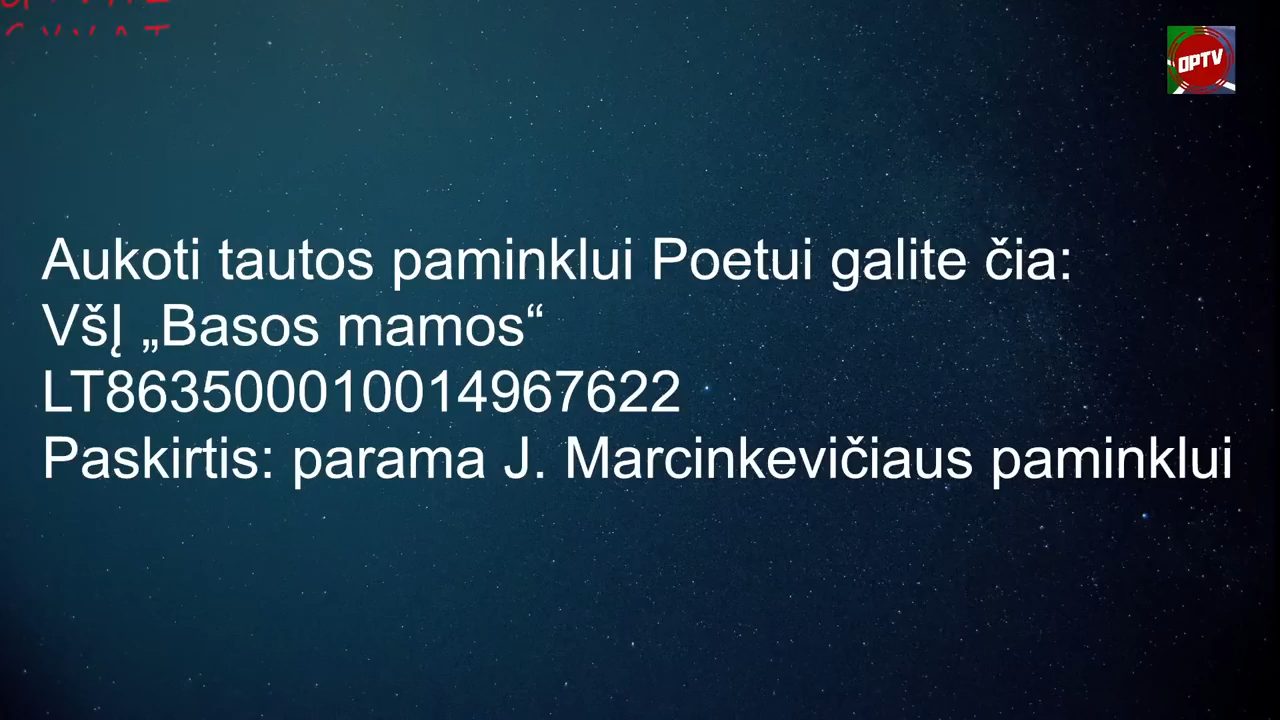 OPTV
Aukoti tautos paminklui Poetui galite čia:
VšĮ „Basos mamos“
LT863500010014967622
Paskirtis: parama J. Marcinkevičiaus paminklui